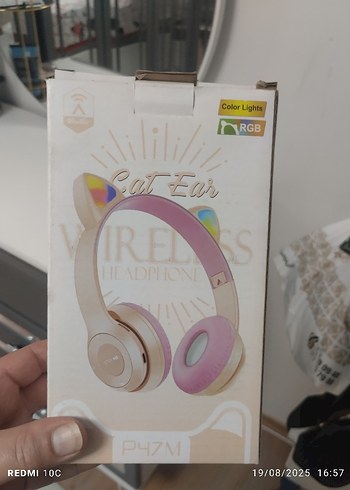 Color Lights
RGB
Cat Ear
WIRELESS
HEADPHONE
P47M
REDMI 10C
19/08/2025 16:57